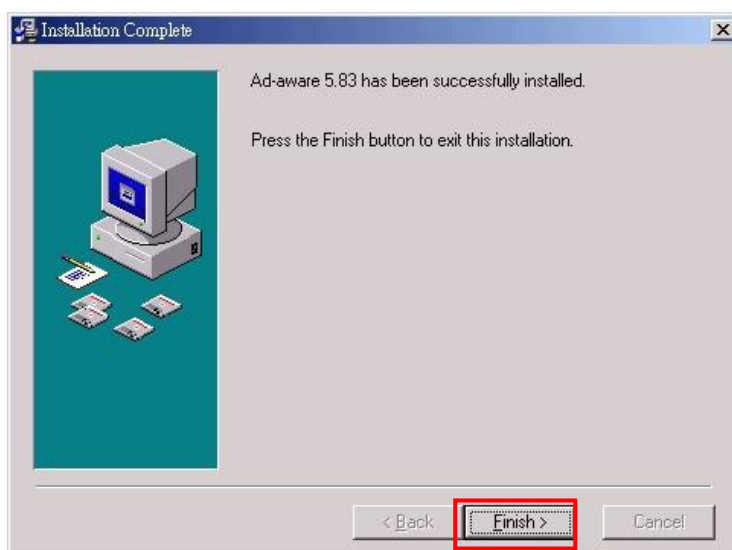 Installation Complete
Ad-aware 5.83 has been successfully installed.
Press the Finish button to exit this installation.
< Back
Finish >
Cancel